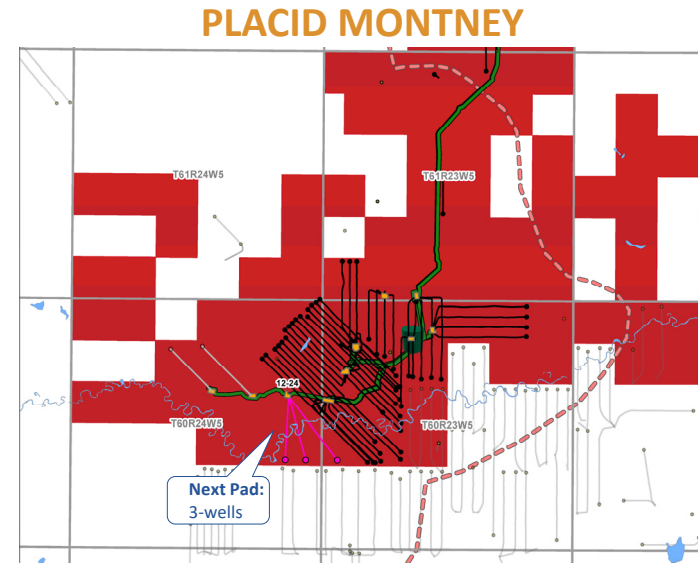 PLACID MONTNEY
T61R24W5
T61R23W5
12-24
T60R24W5
T60R23W5
Next Pad:
3-wells